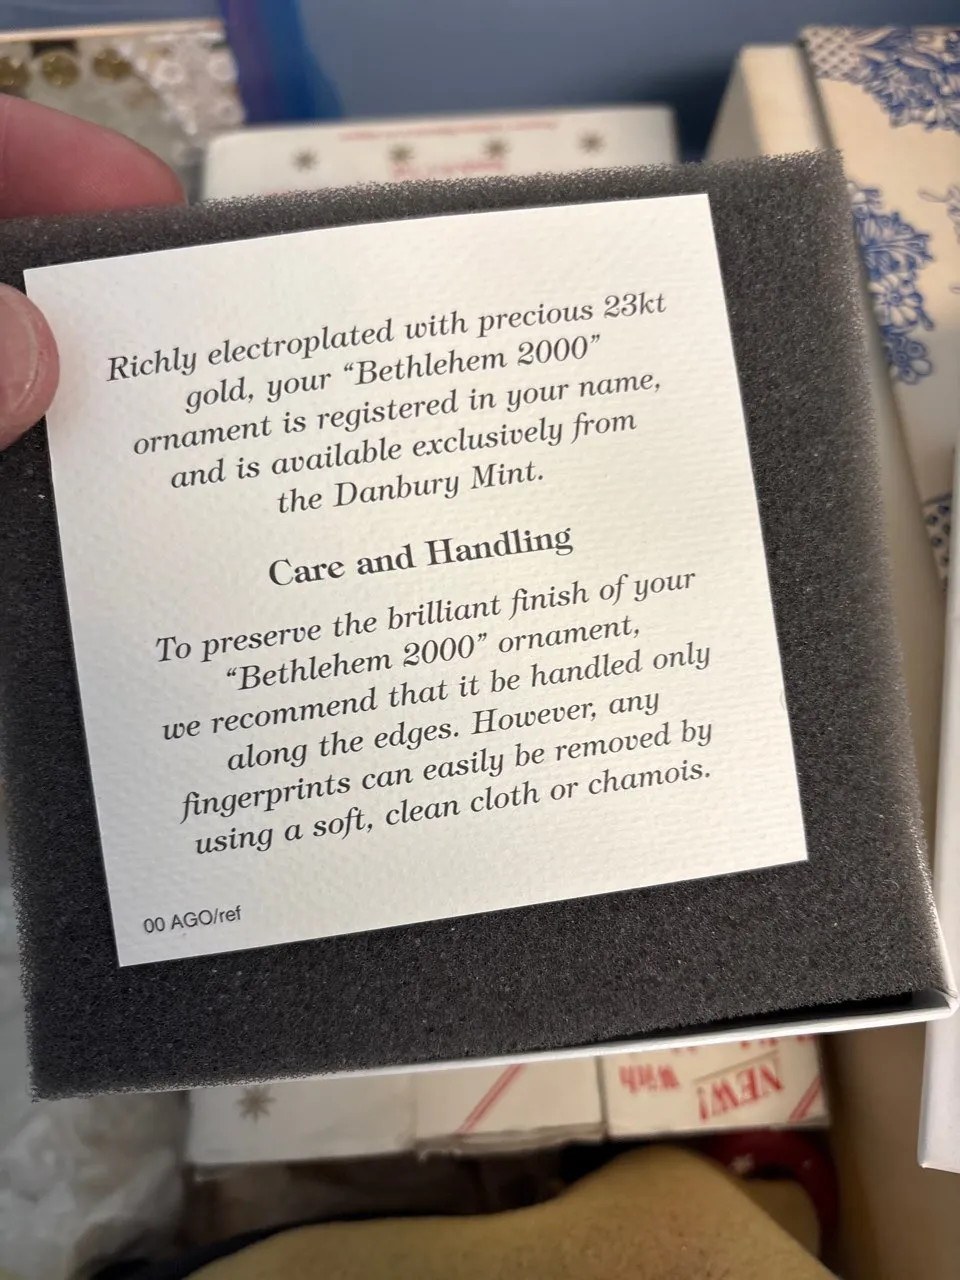 Richly electroplated with precious 23kt
gold, your “Bethlehem 2000”
ornament is registered in your name,
and is available exclusively from
the Danbury Mint.
Care and Handling
To preserve the brilliant finish of your
“Bethlehem 2000” ornament,
we recommend that it be handled only
along the edges. However, any
fingerprints can easily be removed by
using a soft, clean cloth or chamois.
00 AGO/ref
With
NEW!